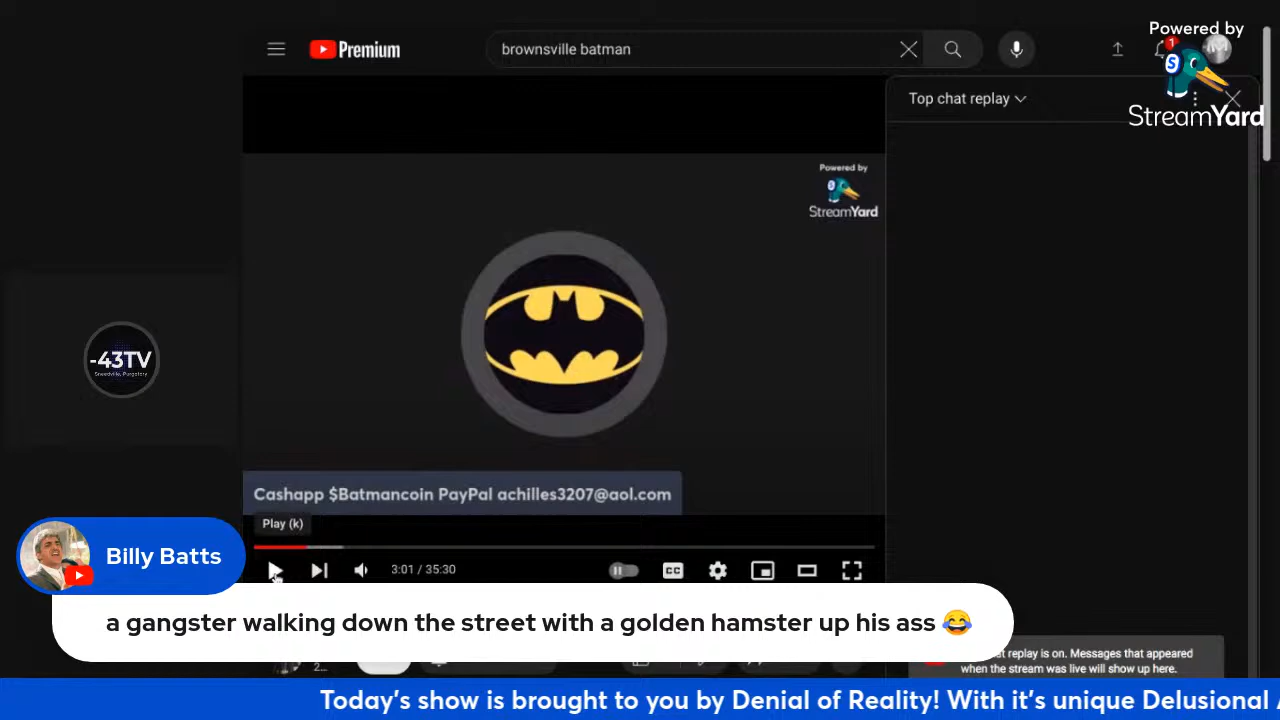 Powered by
StreamYard
Premium
brownsville batman
1
Top chat replay
Powered by
StreamYard
-43TV
Cashapp $Batmancoin PayPal achilles3207@aol.com
Play (k)
3:01 / 35:30
CC
Billy Batts
a gangster walking down the street with a golden hamster up his ass 😂
replay is on. Messages that appeared
when the stream was live will show up here.
2...
Today's show is brought to you by Denial of Reality! With it's unique Delusional